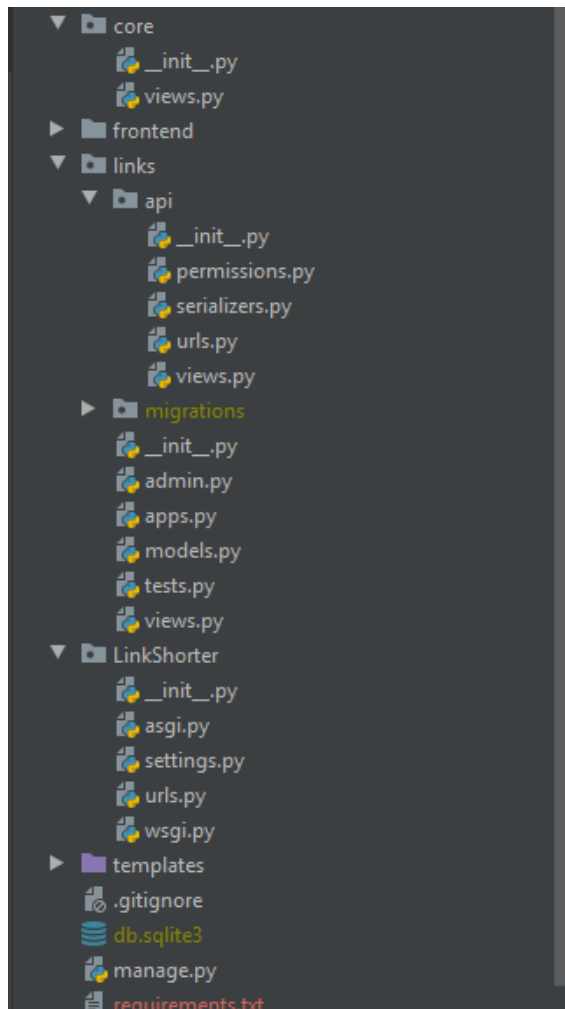 core
__init__.py
views.py
frontend
links
api
__init__.py
permissions.py
serializers.py
urls.py
views.py
migrations
__init__.py
admin.py
apps.py
models.py
tests.py
views.py
LinkShorter
__init__.py
asgi.py
settings.py
urls.py
wsgi.py
templates
.gitignore
db.sqlite3
manage.py
requirements.txt